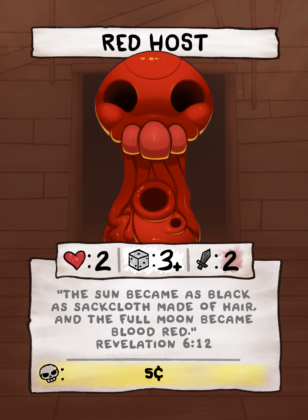 RED HOST
:2 :3+ :2
"THE SUN BECAME AS BLACK
AS SACKCLOTH MADE OF HAIR,
AND THE FULL MOON BECAME
BLOOD RED."
REVELATION 6:12
: 5¢